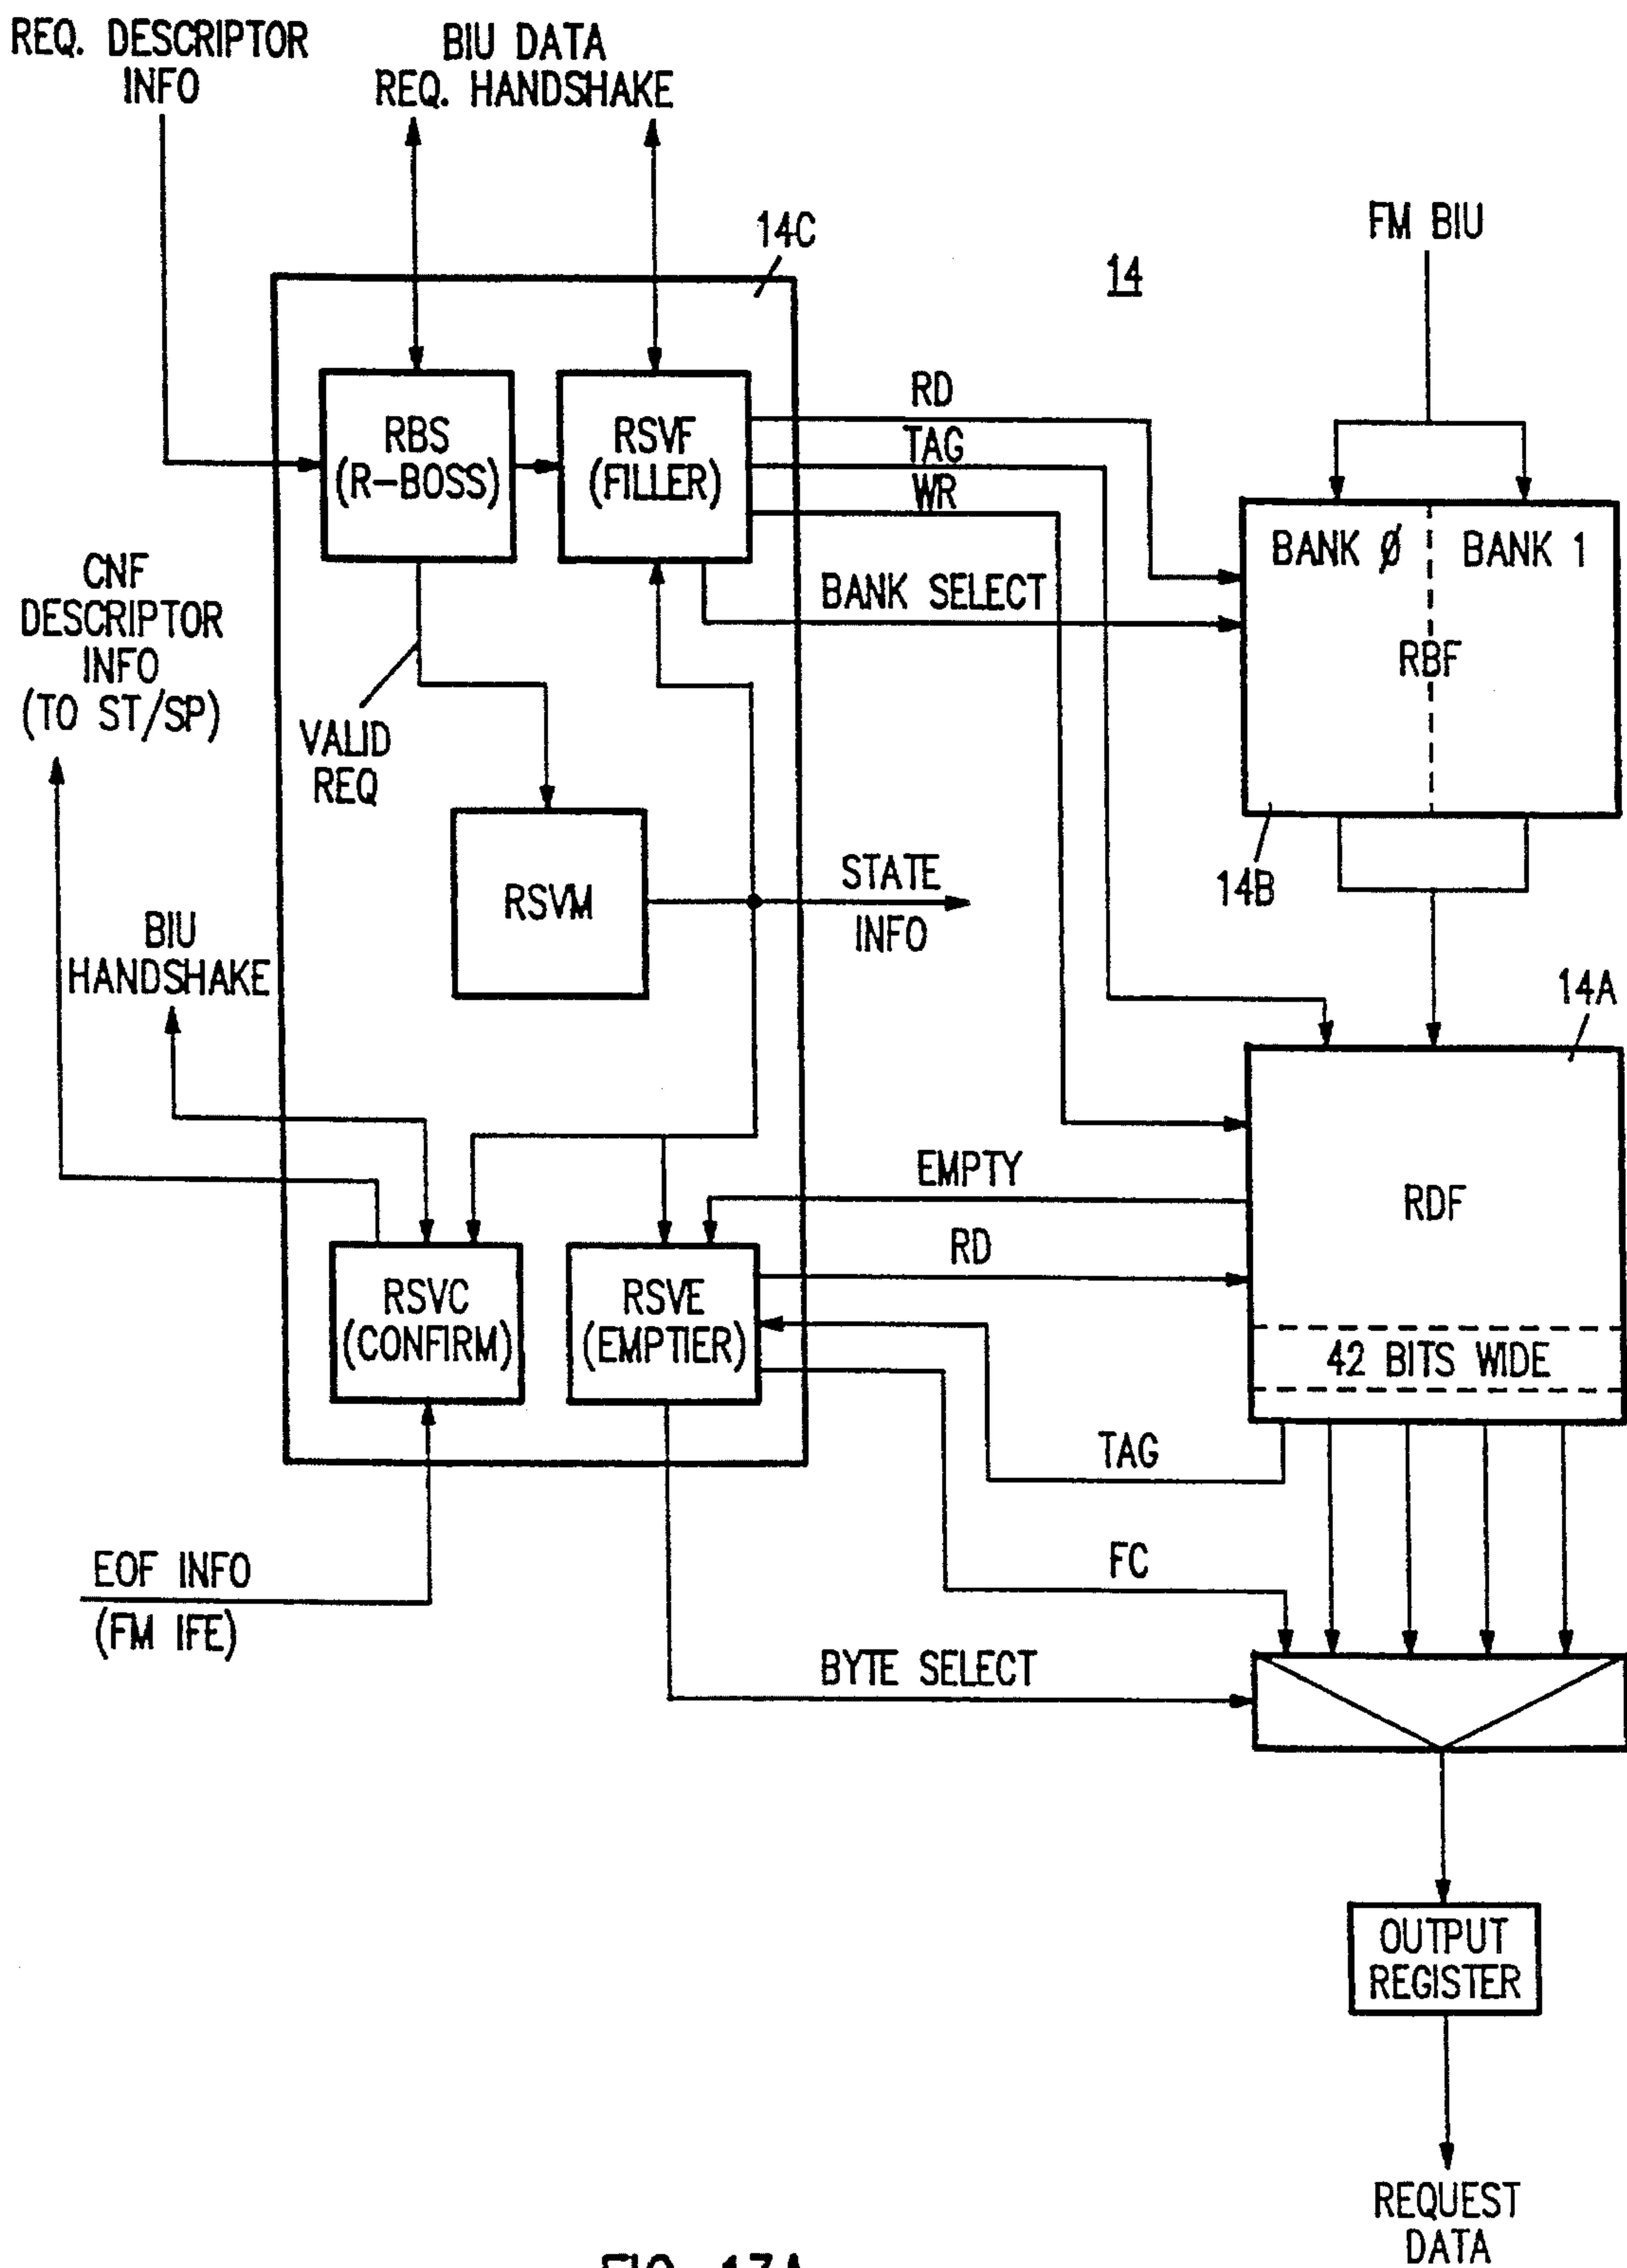 REQ. DESCRIPTOR
INFO
BIU DATA
REQ. HANDSHAKE
14C
14
FM BIU
RBS
(R-BOSS)
RSVF
(FILLER)
RD
TAG
WR
BANK SELECT
BANK Ø
BANK 1
RBF
14B
CNF
DESCRIPTOR
INFO
(TO ST/SP)
VALID
REQ
RSVM
STATE
INFO
BIU
HANDSHAKE
14A
RDF
42 BITS WIDE
EMPTY
RD
RSVC
(CONFIRM)
RSVE
(EMPTIER)
TAG
FC
EOF INFO
(FM IFE)
BYTE SELECT
OUTPUT
REGISTER
REQUEST
DATA
FIG. 17A